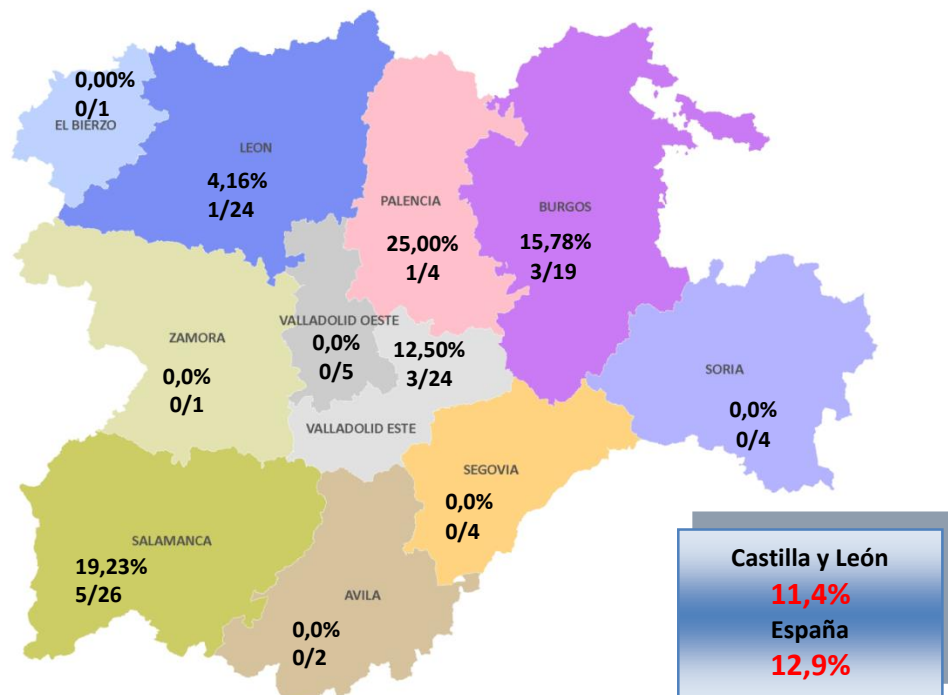 0,00%
0/1
EL BIERZO
LEON
4,16%
1/24
PALENCIA
25,00%
1/4
BURGOS
15,78%
3/19
ZAMORA
0,0%
0/1
VALLADOLID OESTE
0,0%
0/5
12,50%
3/24
VALLADOLID ESTE
SORIA
0,0%
0/4
SEGOVIA
0,0%
0/4
SALAMANCA
19,23%
5/26
AVILA
0,0%
0/2
Castilla y León
11,4%
España
12,9%